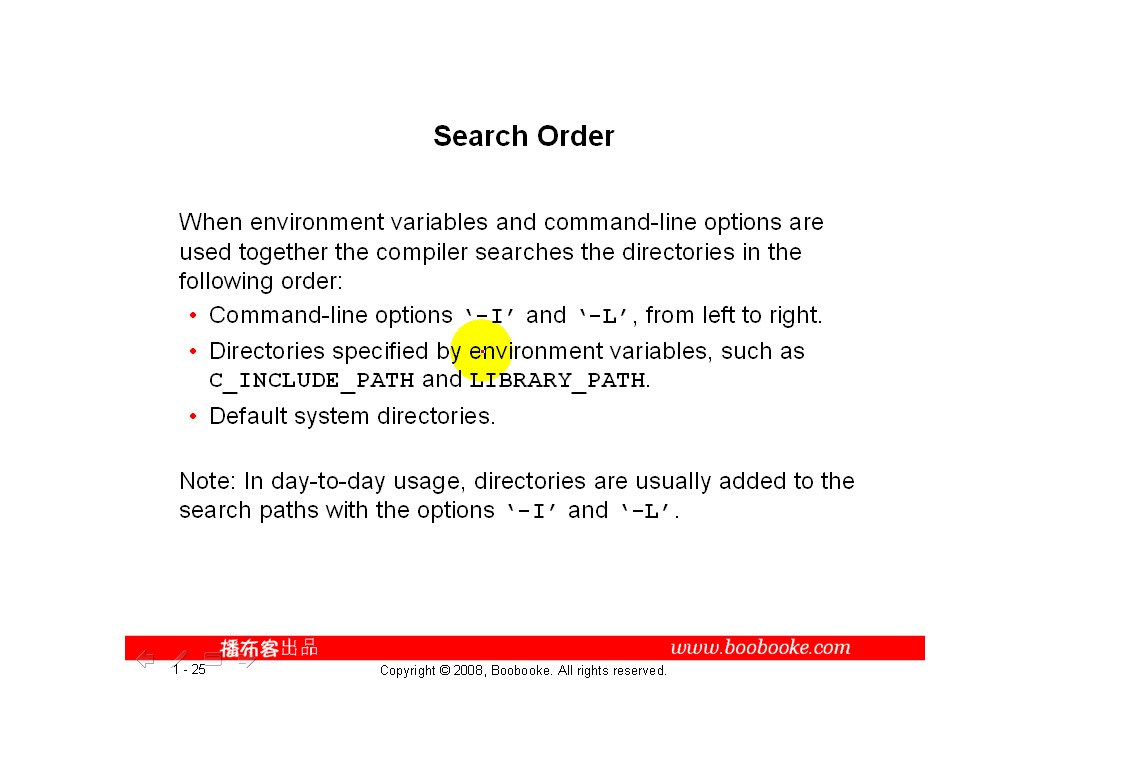 Search Order
When environment variables and command-line options are
used together the compiler searches the directories in the
following order:
• Command-line options ‘-I’ and ‘-L’, from left to right.
• Directories specified by environment variables, such as
C_INCLUDE_PATH and LIBRARY_PATH.
• Default system directories.
Note: In day-to-day usage, directories are usually added to the
search paths with the options ‘-I’ and ‘-L’.
播布客出品 www.boobooke.com
1 - 25 Copyright © 2008, Boobooke. All rights reserved.